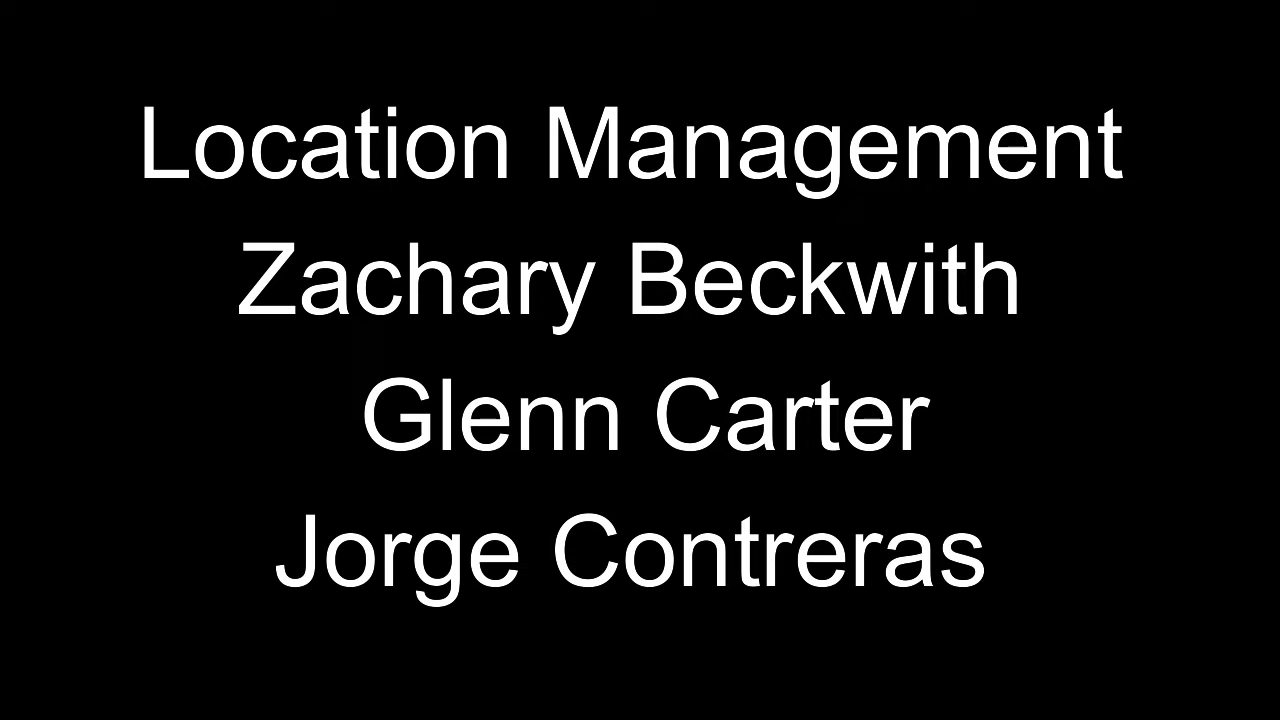 Location Management
Zachary Beckwith
Glenn Carter
Jorge Contreras